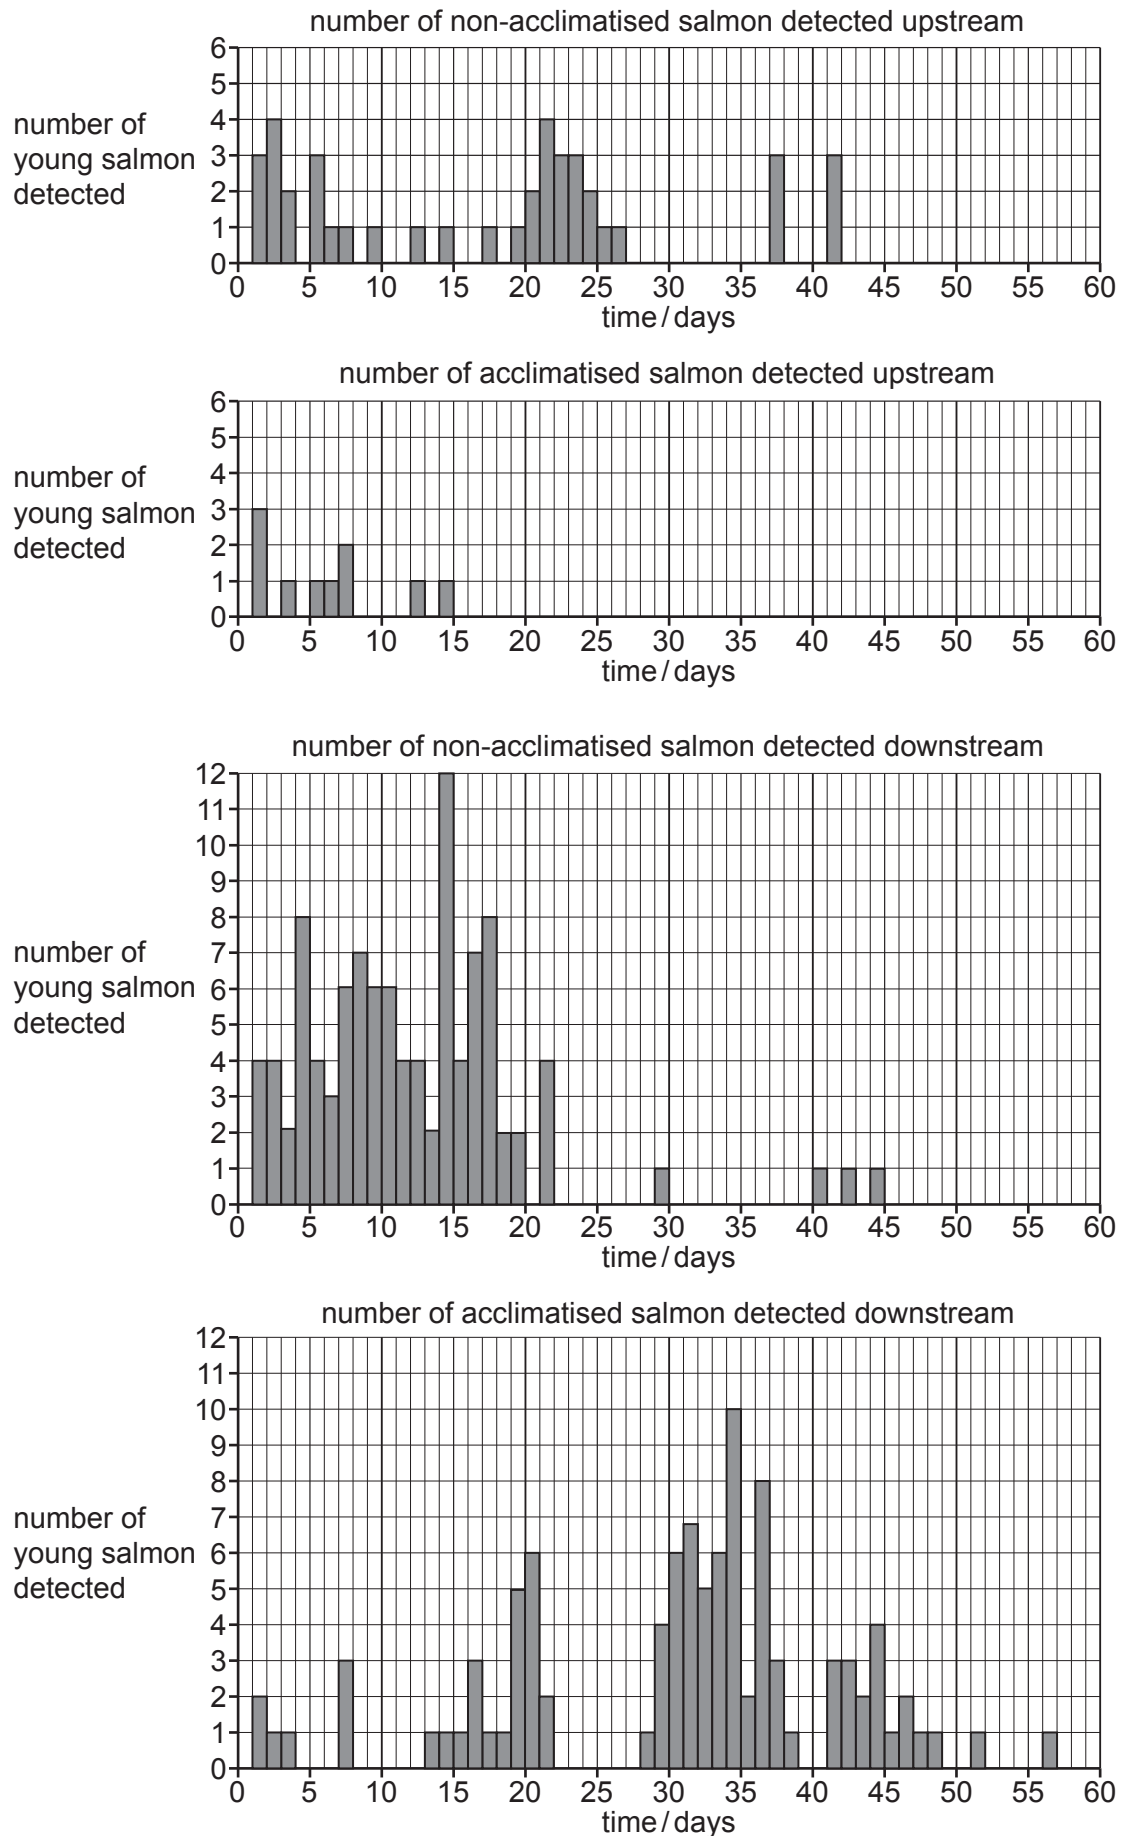 number of non-acclimatised salmon detected upstream
6
5
4
3
2
1
0
number of
young salmon
detected
0 5 10 15 20 25 30 35 40 45 50 55 60
time / days
number of acclimatised salmon detected upstream
6
5
4
3
2
1
0
number of
young salmon
detected
0 5 10 15 20 25 30 35 40 45 50 55 60
time / days
number of non-acclimatised salmon detected downstream
12
11
10
9
8
7
6
5
4
3
2
1
0
number of
young salmon
detected
0 5 10 15 20 25 30 35 40 45 50 55 60
time / days
number of acclimatised salmon detected downstream
12
11
10
9
8
7
6
5
4
3
2
1
0
number of
young salmon
detected
0 5 10 15 20 25 30 35 40 45 50 55 60
time / days